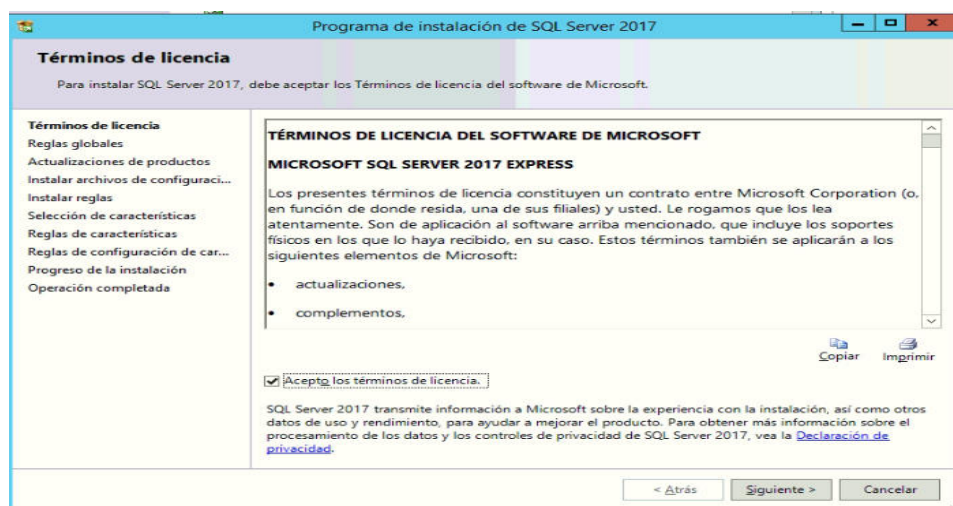 Programa de instalación de SQL Server 2017
Términos de licencia
Para instalar SQL Server 2017, debe aceptar los Términos de licencia del software de Microsoft.
Términos de licencia
Reglas globales
Actualizaciones de productos
Instalar archivos de configuraci...
Instalar reglas
Selección de características
Reglas de características
Reglas de configuración de car...
Progreso de la instalación
Operación completada
TÉRMINOS DE LICENCIA DEL SOFTWARE DE MICROSOFT
MICROSOFT SQL SERVER 2017 EXPRESS
Los presentes términos de licencia constituyen un contrato entre Microsoft Corporation (o,
en función de donde resida, una de sus filiales) y usted. Le rogamos que los lea
atentamente. Son de aplicación al software arriba mencionado, que incluye los soportes
físicos en los que lo haya recibido, en su caso. Estos términos también se aplicarán a los
siguientes elementos de Microsoft:
• actualizaciones,
• complementos,
Copiar Imprimir
Acepto los términos de licencia.
SQL Server 2017 transmite información a Microsoft sobre la experiencia con la instalación, así como otros
datos de uso y rendimiento, para ayudar a mejorar el producto. Para obtener más información sobre el
procesamiento de los datos y los controles de privacidad de SQL Server 2017, vea la Declaración de
privacidad.
< Atrás Siguiente > Cancelar